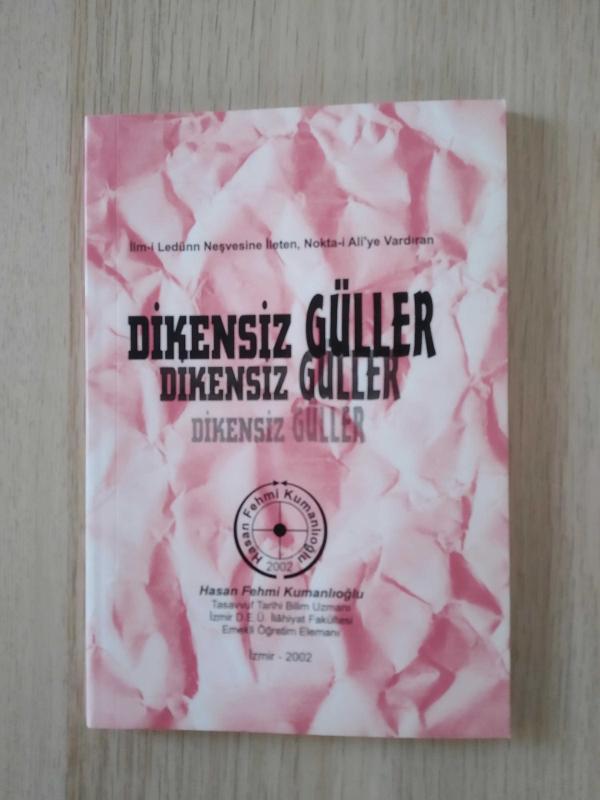 İlm-i Ledünn Neşvesine İleten, Nokta-i Ali'ye Vardıran
DİKENSİZ GÜLLER
DİKENSİZ GÜLLER
DİKENSİZ GÜLLER
Hasan Fehmi Kumanlıoğlu
2002
Hasan Fehmi Kumanlıoğlu
Tasavvuf Tarihi Bilim Uzmanı
İzmir D.E.Ü. İlâhiyat Fakültesi
Emekli Öğretim Elemanı
İzmir - 2002